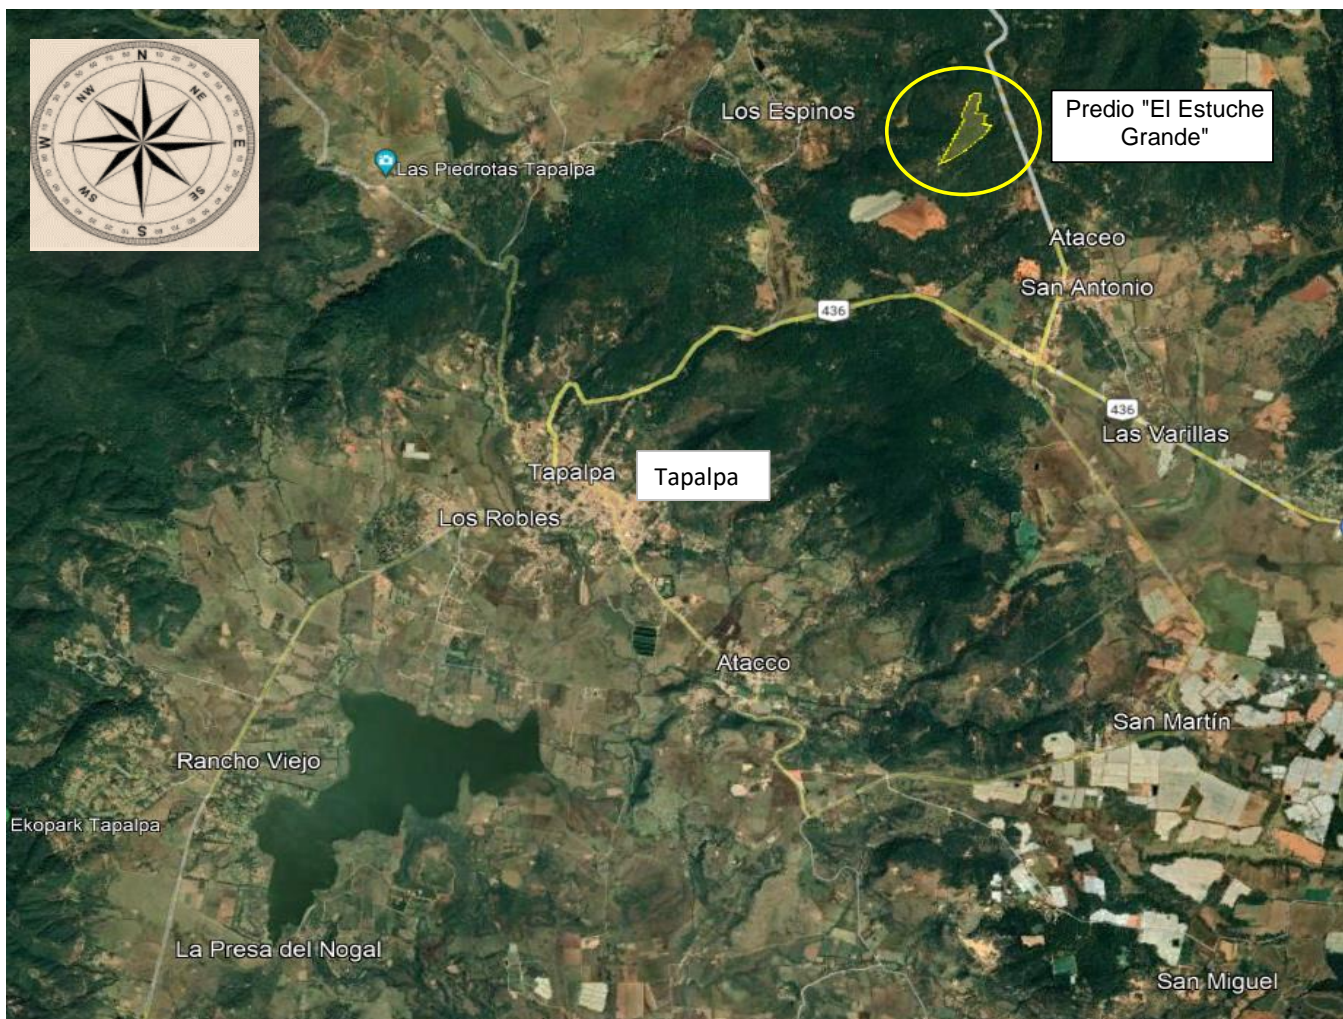 N
NW
NE
W
E
SW
SE
S
Los Espinos
Predio "El Estuche
Grande"
Las Piedrotas Tapalpa
Ataceo
San Antonio
436
436
Las Varillas
Tapalpa
Tapalpa
Los Robles
Atacco
San Martín
Rancho Viejo
Ekopark Tapalpa
La Presa del Nogal
San Miguel